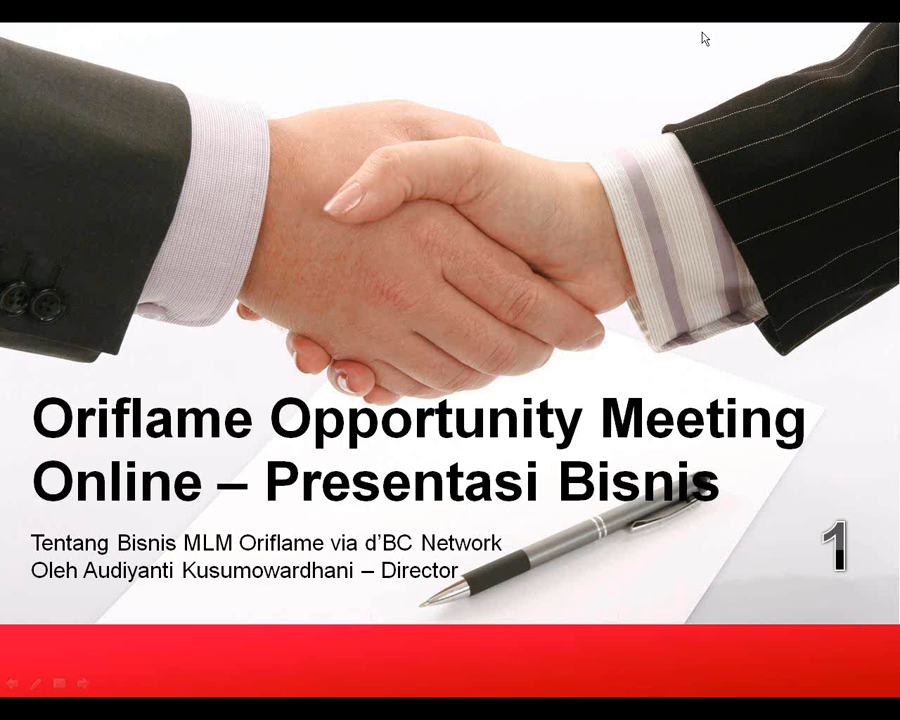 Oriflame Opportunity Meeting
Online – Presentasi Bisnis
Tentang Bisnis MLM Oriflame via d’BC Network
Oleh Audiyanti Kusumowardhani – Director
1